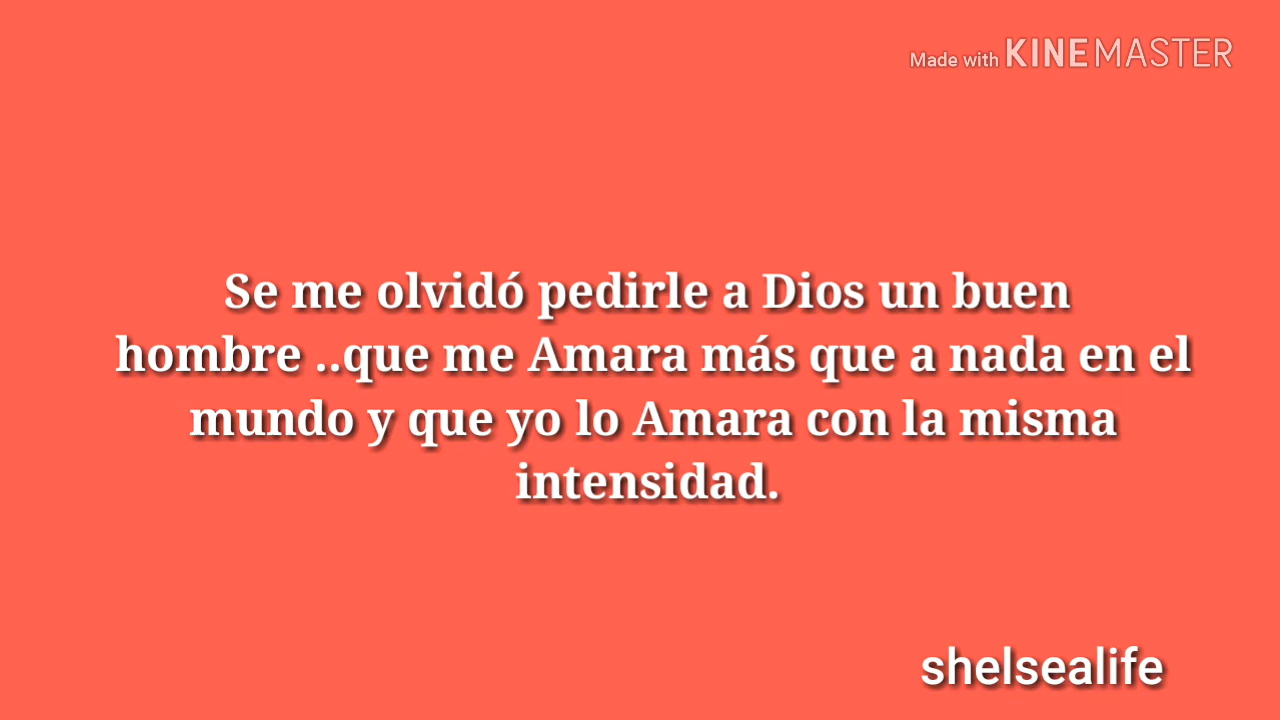 Made with KINEMASTER
Se me olvidó pedirle a Dios un buen
hombre ..que me Amara más que a nada en el
mundo y que yo lo Amara con la misma
intensidad.
shelsealife